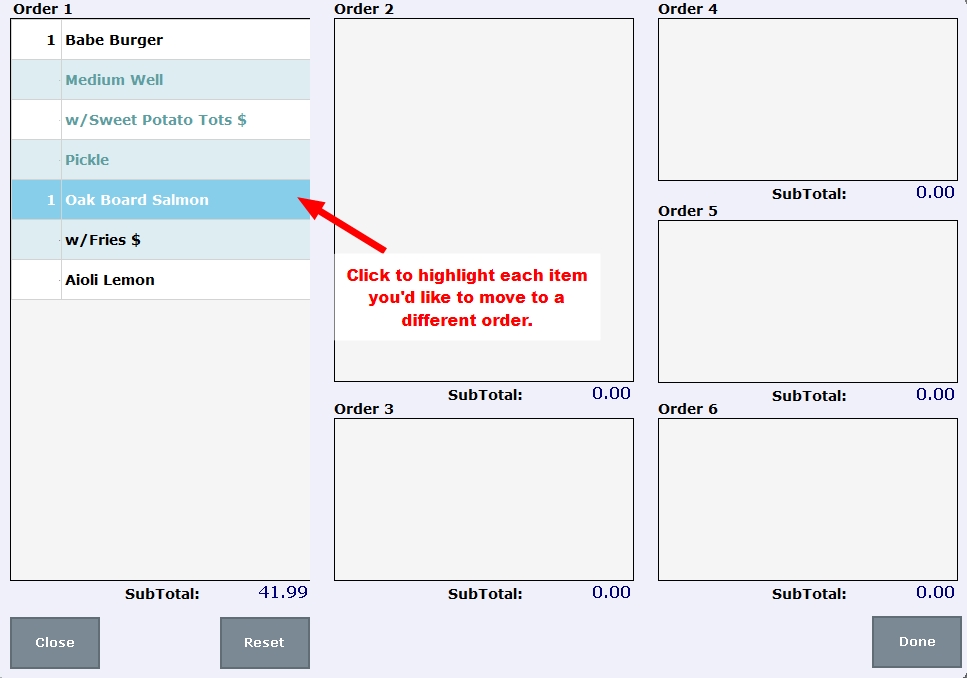 Order 1
1 Babe Burger
Medium Well
w/Sweet Potato Tots $
Pickle
1 Oak Board Salmon
w/Fries $
Aioli Lemon
SubTotal: 41.99
Close
Reset
Order 2
Click to highlight each item
you'd like to move to a
different order.
SubTotal: 0.00
Order 3
SubTotal: 0.00
Order 4
SubTotal: 0.00
Order 5
SubTotal: 0.00
Order 6
SubTotal: 0.00
Done